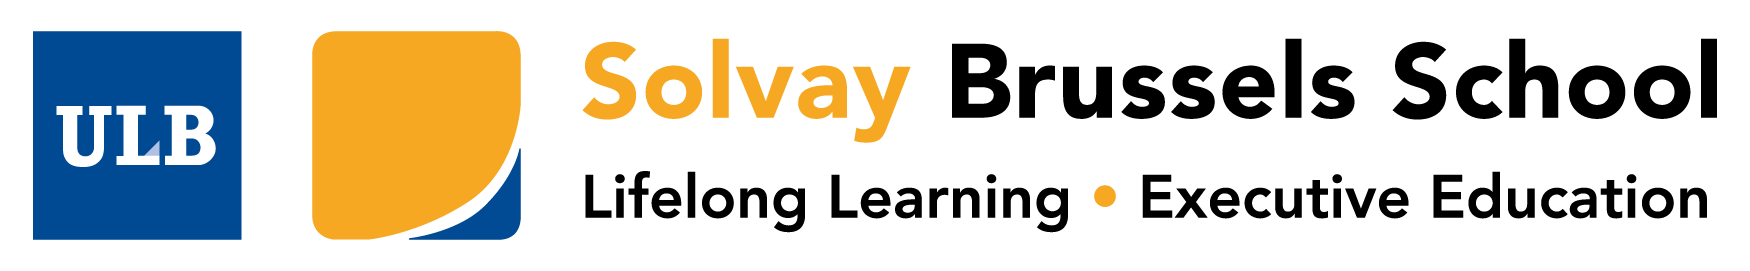 ULB
Solvay Brussels School
Lifelong Learning • Executive Education